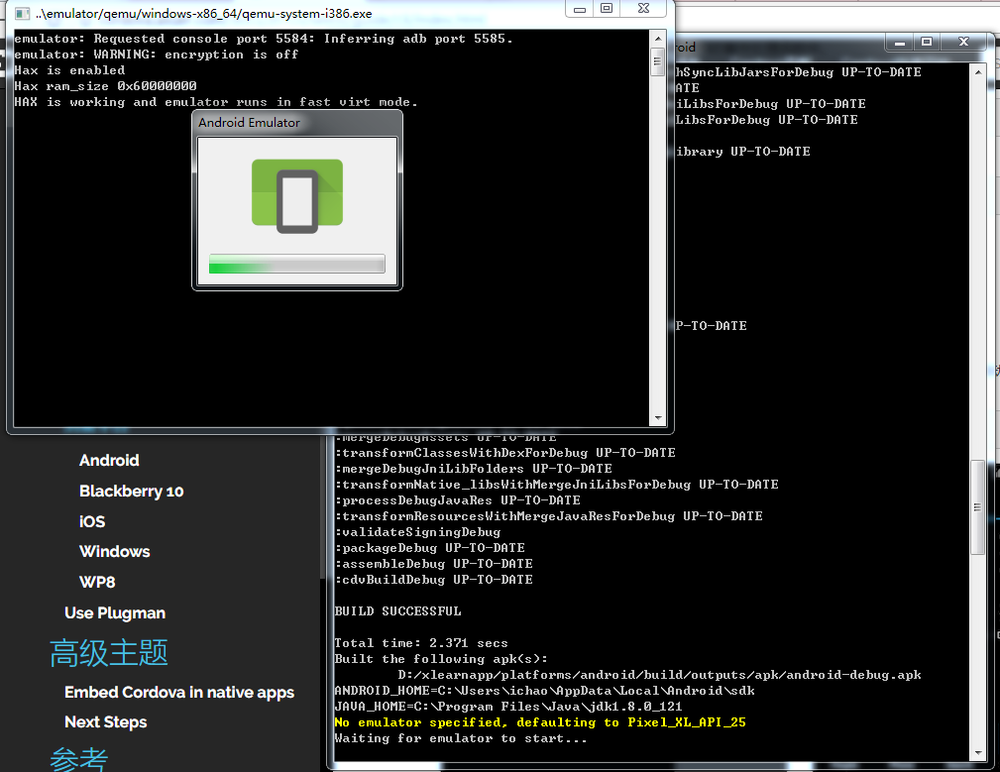 ..\emulator/qemu/windows-x86_64/qemu-system-i386.exe
emulator: Requested console port 5584: Inferring adb port 5585.
emulator: WARNING: encryption is off
Hax is enabled
Hax ram_size 0x60000000
HAX is working and emulator runs in fast virt mode.
Android Emulator
oid
hSyncLibJarsForDebug UP-TO-DATE
ATE
iLibsForDebug UP-TO-DATE
LibsForDebug UP-TO-DATE
ibrary UP-TO-DATE
P-TO-DATE
:mergeDebugAssets UP-TO-DATE
:transformClassesWithDexForDebug UP-TO-DATE
:mergeDebugJniLibFolders UP-TO-DATE
:transformNative_libsWithMergeJniLibsForDebug UP-TO-DATE
:processDebugJavaRes UP-TO-DATE
:transformResourcesWithMergeJavaResForDebug UP-TO-DATE
:validateSigningDebug
:packageDebug UP-TO-DATE
:assembleDebug UP-TO-DATE
:cdvBuildDebug UP-TO-DATE
BUILD SUCCESSFUL
Total time: 2.371 secs
Built the following apk(s):
D:/xlearnapp/platforms/android/build/outputs/apk/android-debug.apk
ANDROID_HOME=C:\Users\ichao\AppData\Local\Android\sdk
JAVA_HOME=C:\Program Files\Java\jdk1.8.0_121
No emulator specified, defaulting to Pixel_XL_API_25
Waiting for emulator to start...
Android
Blackberry 10
iOS
Windows
WP8
Use Plugman
高级主题
Embed Cordova in native apps
Next Steps
参考